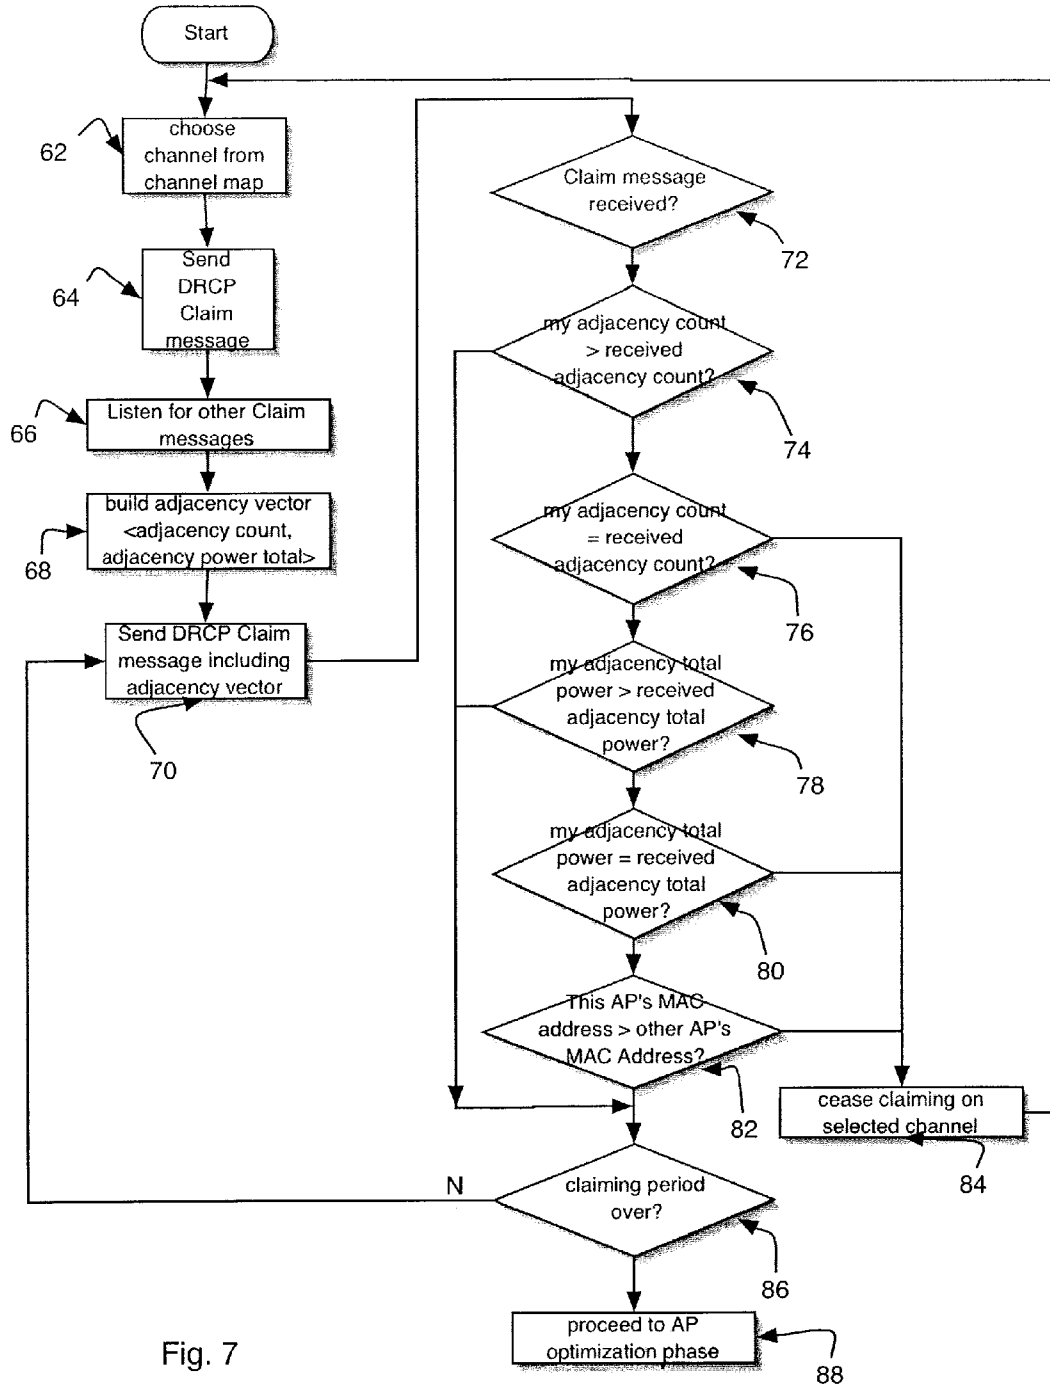 Start
choose
channel from
channel map
62
Send
DRCP
Claim
message
64
Listen for other Claim
messages
66
build adjacency vector
<adjacency count,
adjacency power total>
68
Send DRCP Claim
message including
adjacency vector
70
Claim message
received?
72
my adjacency count
> received
adjacency count?
74
my adjacency count
= received
adjacency count?
76
my adjacency total
power > received
adjacency total
power?
78
my adjacency total
power = received
adjacency total
power?
80
This AP's MAC
address > other AP's
MAC Address?
82
cease claiming on
selected channel
84
claiming period
over?
N
86
proceed to AP
optimization phase
88
Fig. 7